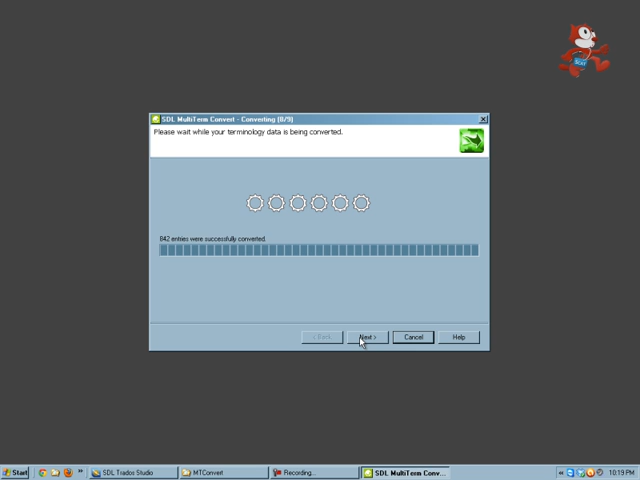 SDL MultiTerm Convert - Converting (8/9)
Please wait while your terminology data is being converted.
842 entries were successfully converted.
< Back
Next >
Cancel
Help
Start
SDL Trados Studio
MTConvert
Recording...
SDL MultiTerm Conv...
10:19 PM